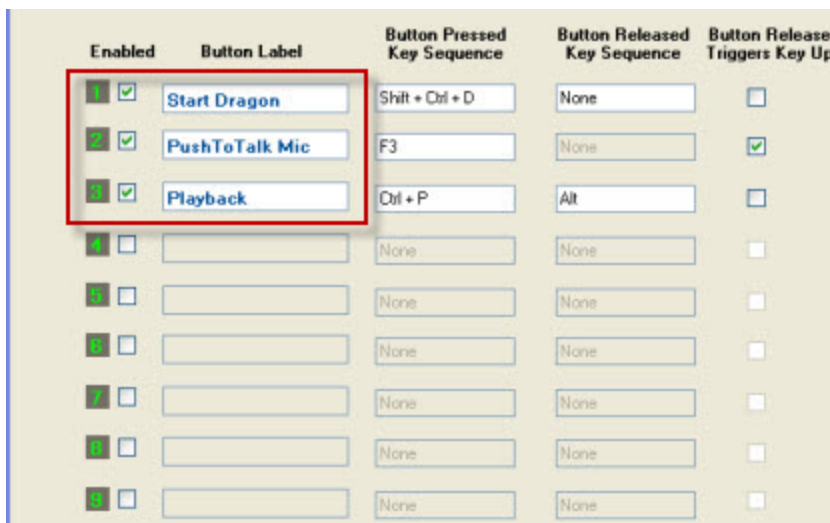 Enabled Button Label Button Pressed Key Sequence Button Released Key Sequence Button Release Triggers Key Up
1 Start Dragon Shift + Ctrl + D None
2 PushToTalk Mic F3 None
3 Playback Ctrl + P Alt
4 None None
5 None None
6 None None
7 None None
8 None None
9 None None